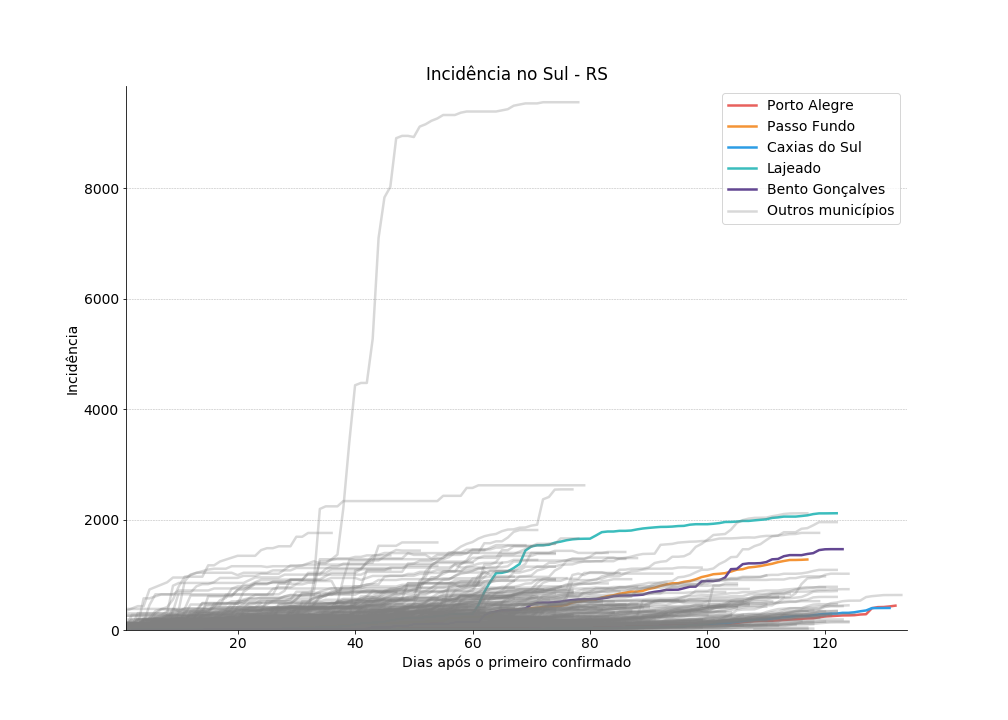 Incidência no Sul - RS
Porto Alegre
Passo Fundo
Caxias do Sul
Lajeado
Bento Gonçalves
Outros municípios
Incidência
8000
6000
4000
2000
0
20 40 60 80 100 120
Dias após o primeiro confirmado